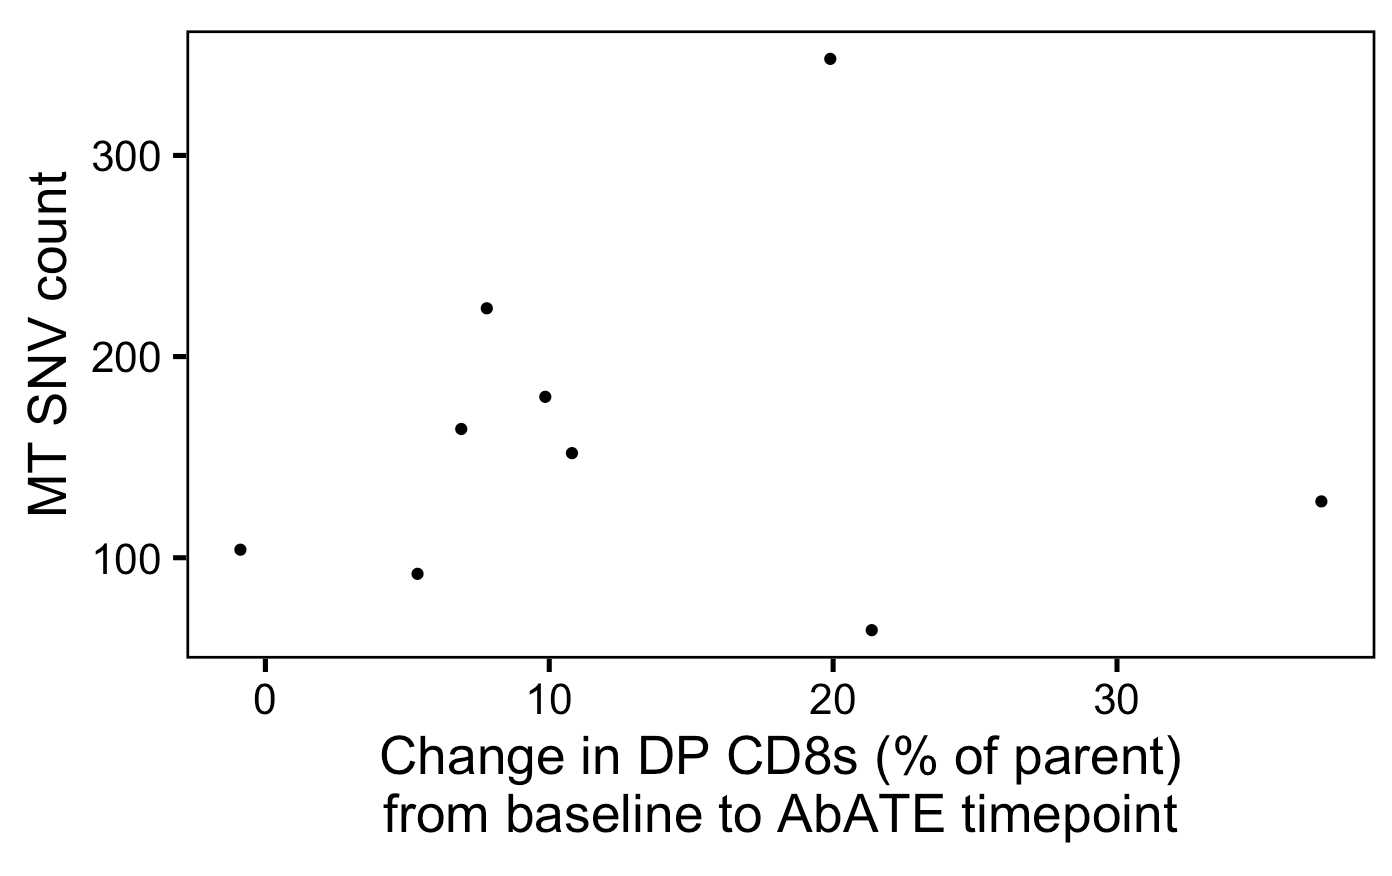 300
200
100
MT SNV count
0 10 20 30
Change in DP CD8s (% of parent)
from baseline to AbATE timepoint